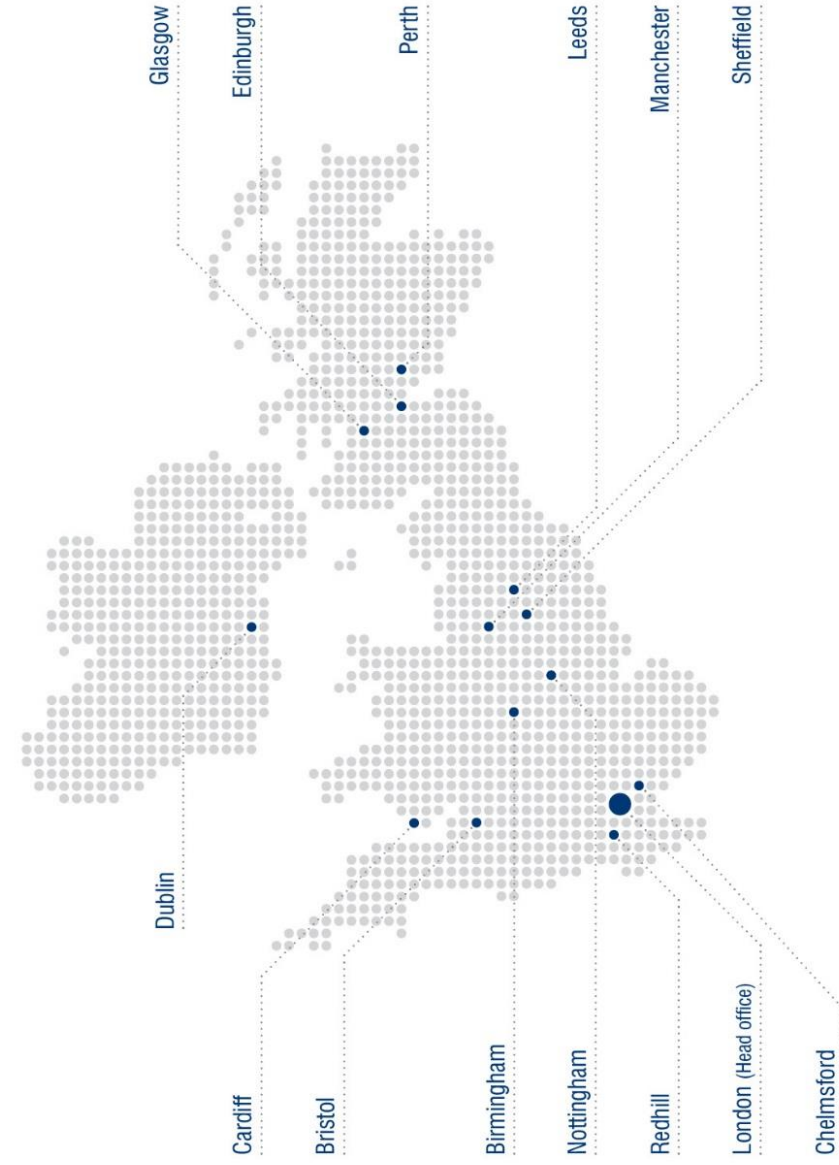 Glasgow
Edinburgh
Perth
Leeds
Manchester
Sheffield
Dublin
Cardiff
Bristol
Birmingham
Nottingham
Redhill
London (Head office)
Chelmsford